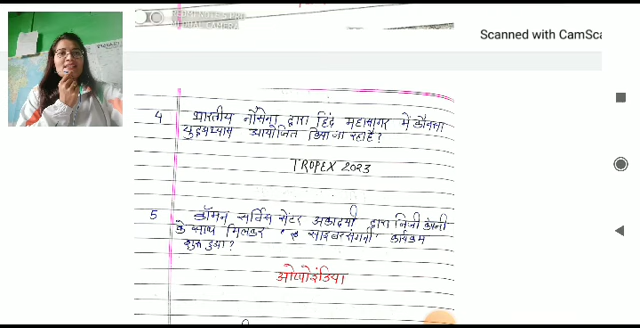 Scanned with CamSca
4 भारतीय नौसेना द्वारा हिंद महासागर में कौनसा
युद्धभ्यास आयोजित किया जा रहा है?
TROPEX 2023
5 कॉमन सर्विस सेंटर अकादमी द्वारा निजी कंपनी
के साथ मिलकर 'ए साइबरसंगनी' कार्यक्रम
शुरू हुआ?
ओप्पोइंडिया